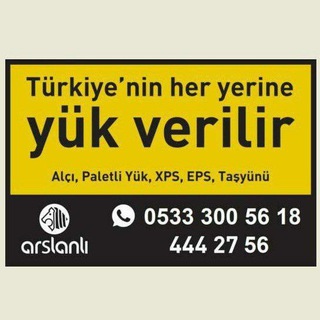 Türkiye'nin her yerine
yük verilir
Alçı, Paletli Yük, XPS, EPS, Taşyünü
0533 300 56 18
arslanlı
444 27 56